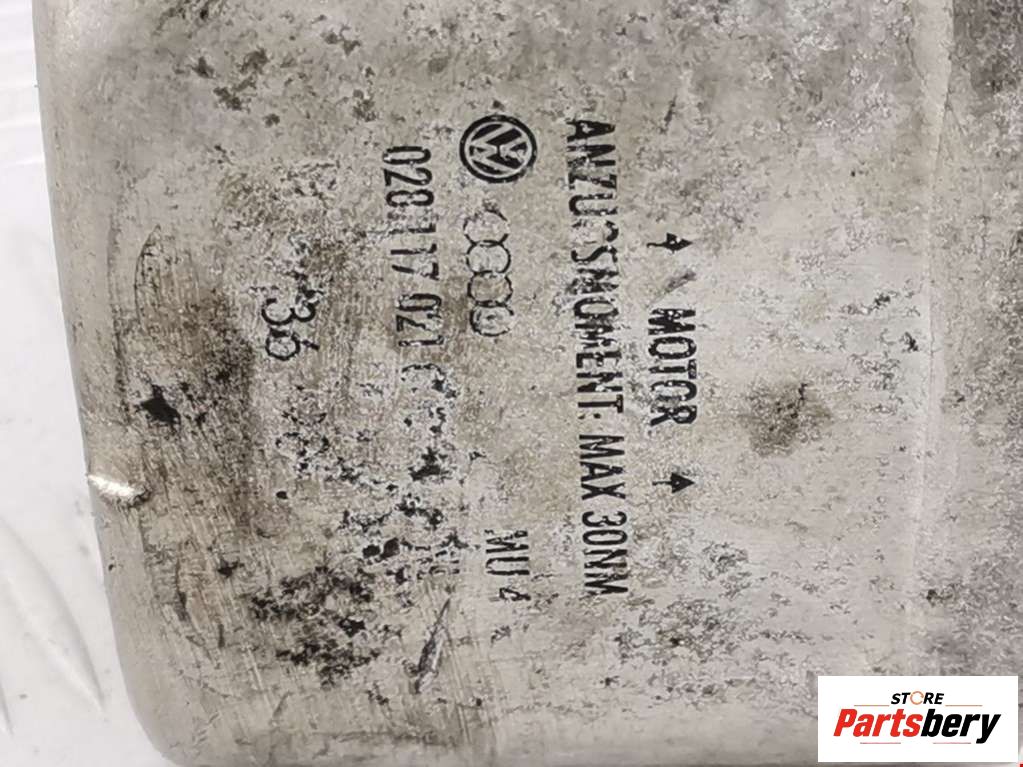 MOTOR
ANZUGSMOMENT: MAX 30NM
MU4
028 117 021
36
STORE
Partsbery